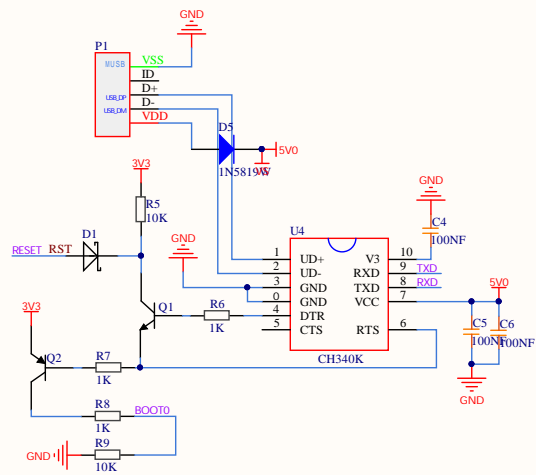 GND
P1
MUSB
VSS
ID
D+
USB_DP
D-
USB_DM
VDD
D5
5V0
1N5819W
3V3
R5
10K
GND
C4
100NF
D1
RESET
RST
GND
U4
1
UD+
V3
10
2
UD-
RXD
9
TXD
3
GND
TXD
8
RXD
0
GND
VCC
7
5V0
4
DTR
5
CTS
RTS
6
CH340K
3V3
Q1
R6
1K
C5
100NF
C6
100NF
GND
Q2
R7
1K
R8
1K
BOOT0
GND
R9
10K